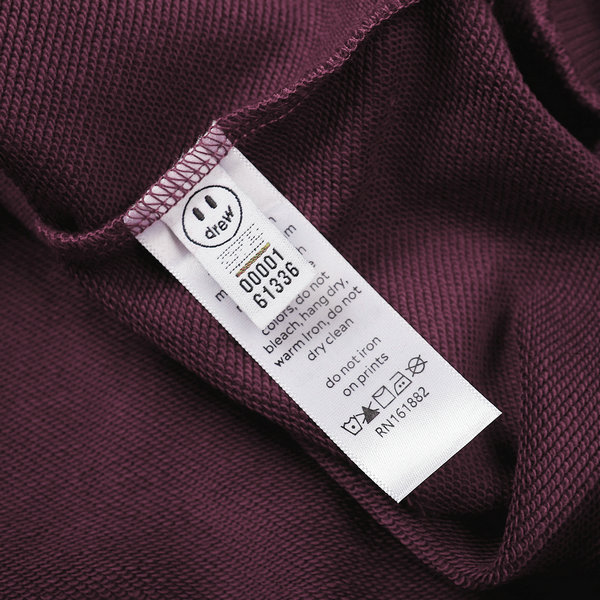 drew
00001
61336
colors, do not
bleach, hang dry,
warm iron, do not
dry clean
do not iron
on prints
RN161882